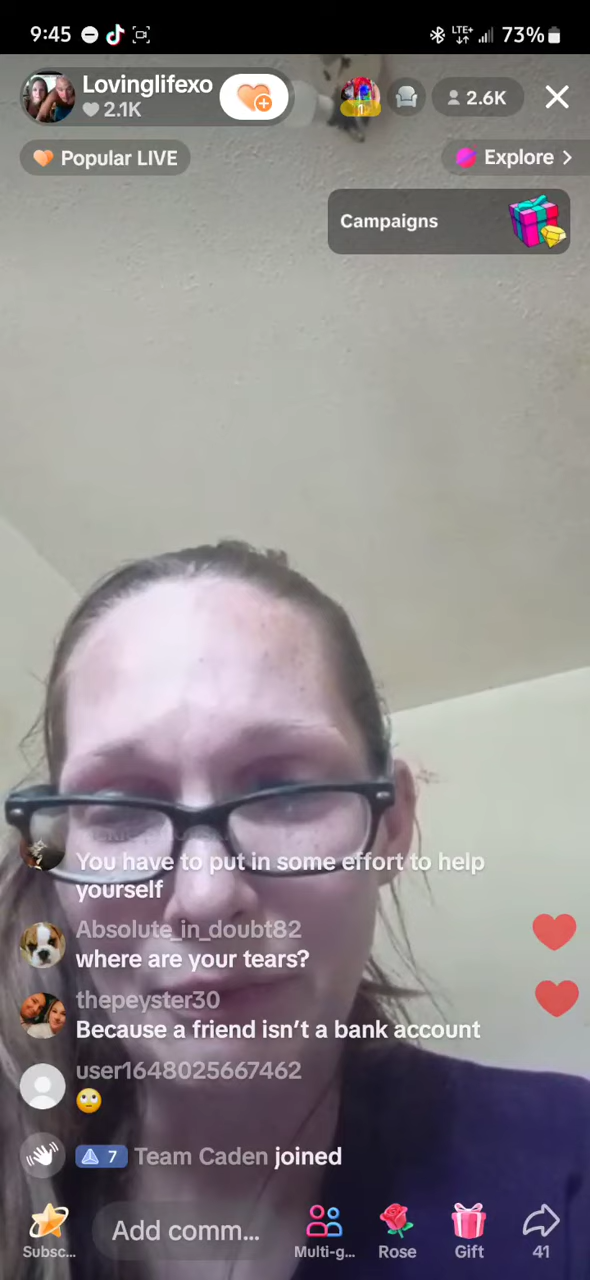 9:45
LTE+
73%
Lovinglifexo
2.1K
1
2.6K
Popular LIVE
Explore
Campaigns
You have to put in some effort to help
yourself
Absolute_in_doubt82
where are your tears?
thepeyster30
Because a friend isn't a bank account
user1648025667462
🙄
7 Team Caden joined
Subsc...
Add comm...
Multi-g...
Rose
Gift
41